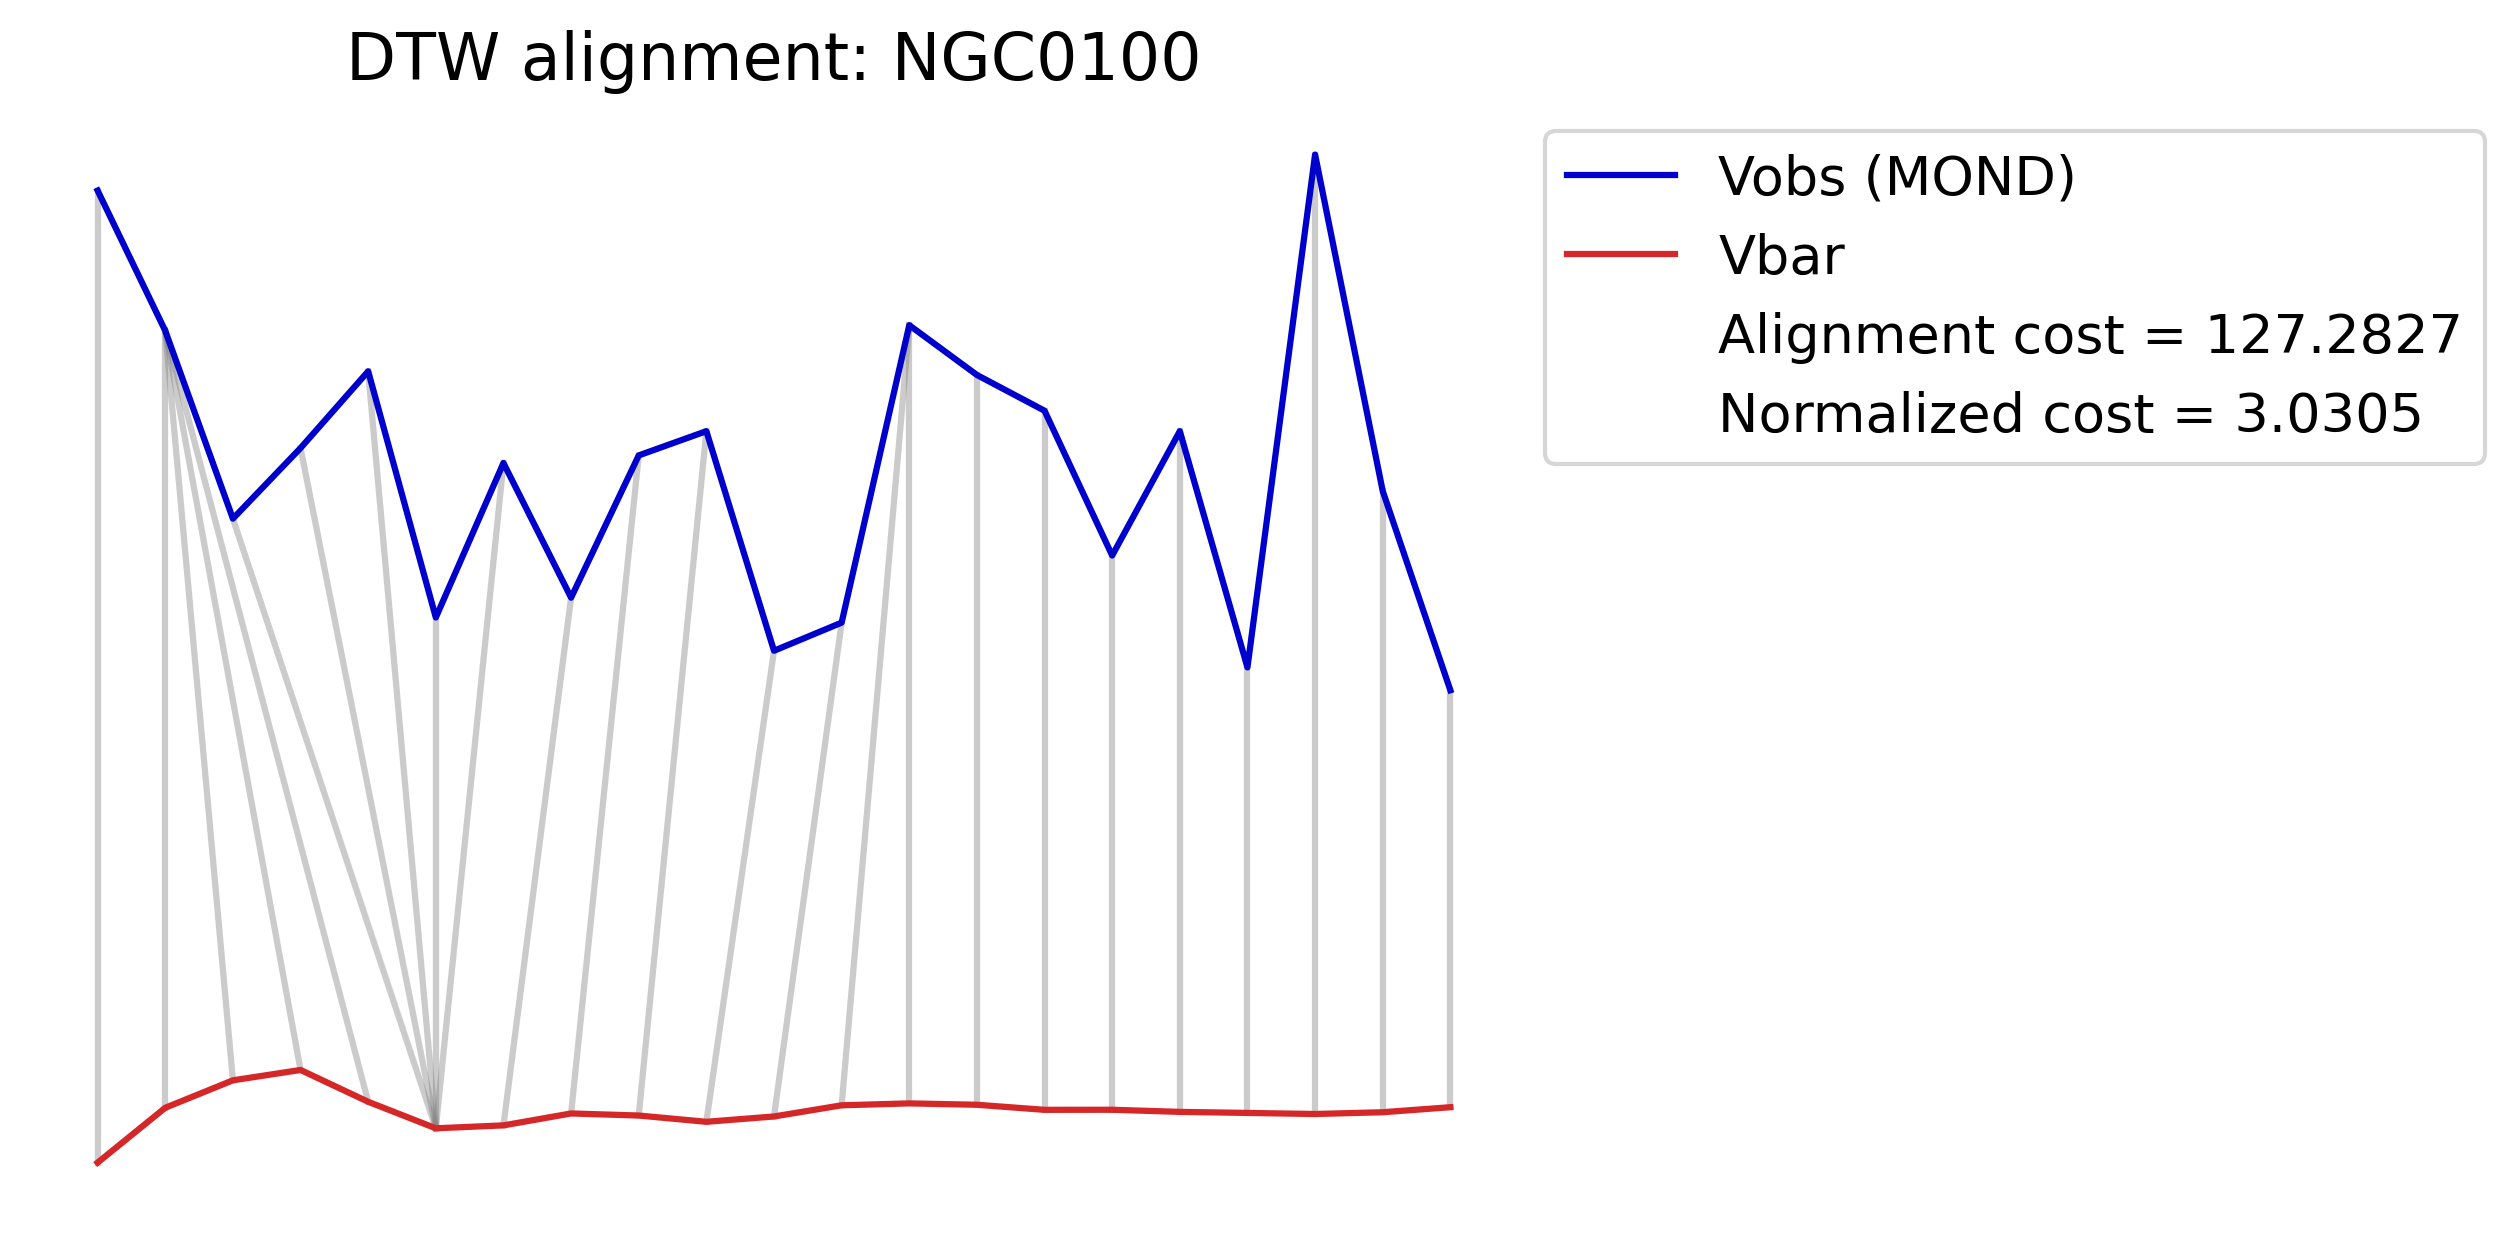 DTW alignment: NGC0100
Vobs (MOND)
Vbar
Alignment cost = 127.2827
Normalized cost = 3.0305